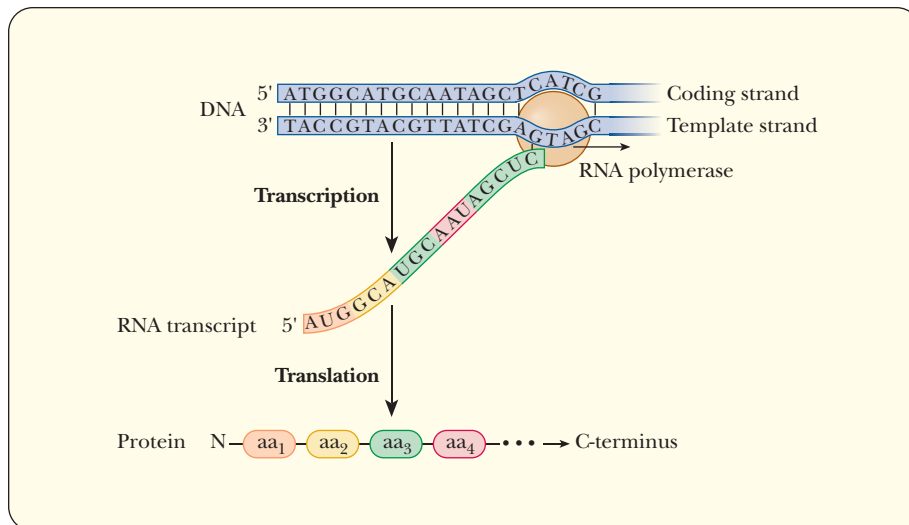 5' ATGGCATGCAATAGCTCATCG Coding strand
DNA
3' TACCGTACGTTATCGAGTAGC Template strand
RNA polymerase
Transcription
RNA transcript 5' AUGGCAUGCAAUAGCUC
Translation
Protein N aa1 aa2 aa3 aa4 ••• C-terminus